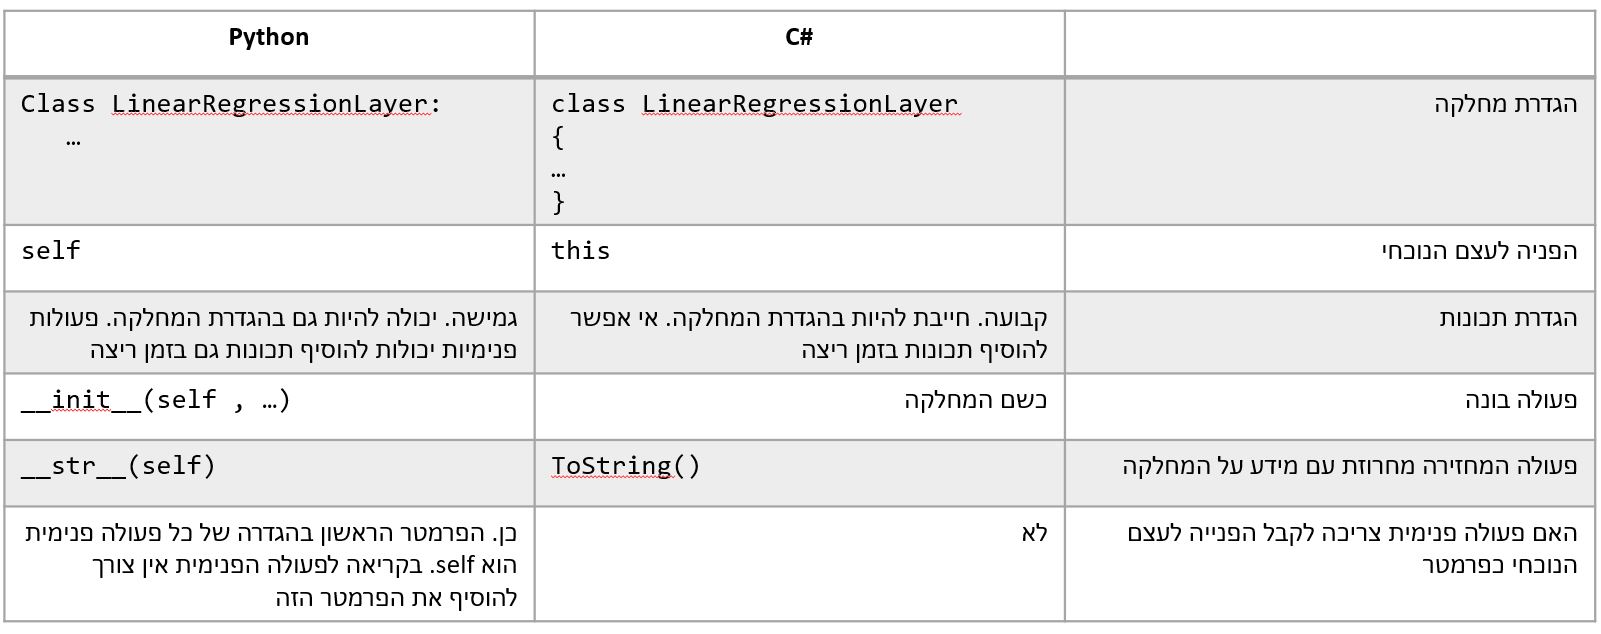 C#
Python
הגדרת מחלקה
class LinearRegressionLayer
{
…
}
Class LinearRegressionLayer:
…
הפניה לעצם הנוכחי
this
self
הגדרת תכונות
קבועה. חייבת להיות בהגדרת המחלקה. אי אפשר
להוסיף תכונות בזמן ריצה
גמישה. יכולה להיות גם בהגדרת המחלקה. פעולות
פנימיות יכולות להוסיף תכונות גם בזמן ריצה
פעולה בונה
כשם המחלקה
__init__(self , …)
פעולה המחזירה מחרוזת עם מידע על המחלקה
ToString()
__str__(self)
האם פעולה פנימית צריכה לקבל הפנייה לעצם
הנוכחי כפרמטר
לא
כן. הפרמטר הראשון בהגדרה של כל פעולה פנימית
הוא self. בקריאה לפעולה הפנימית אין צורך
להוסיף את הפרמטר הזה